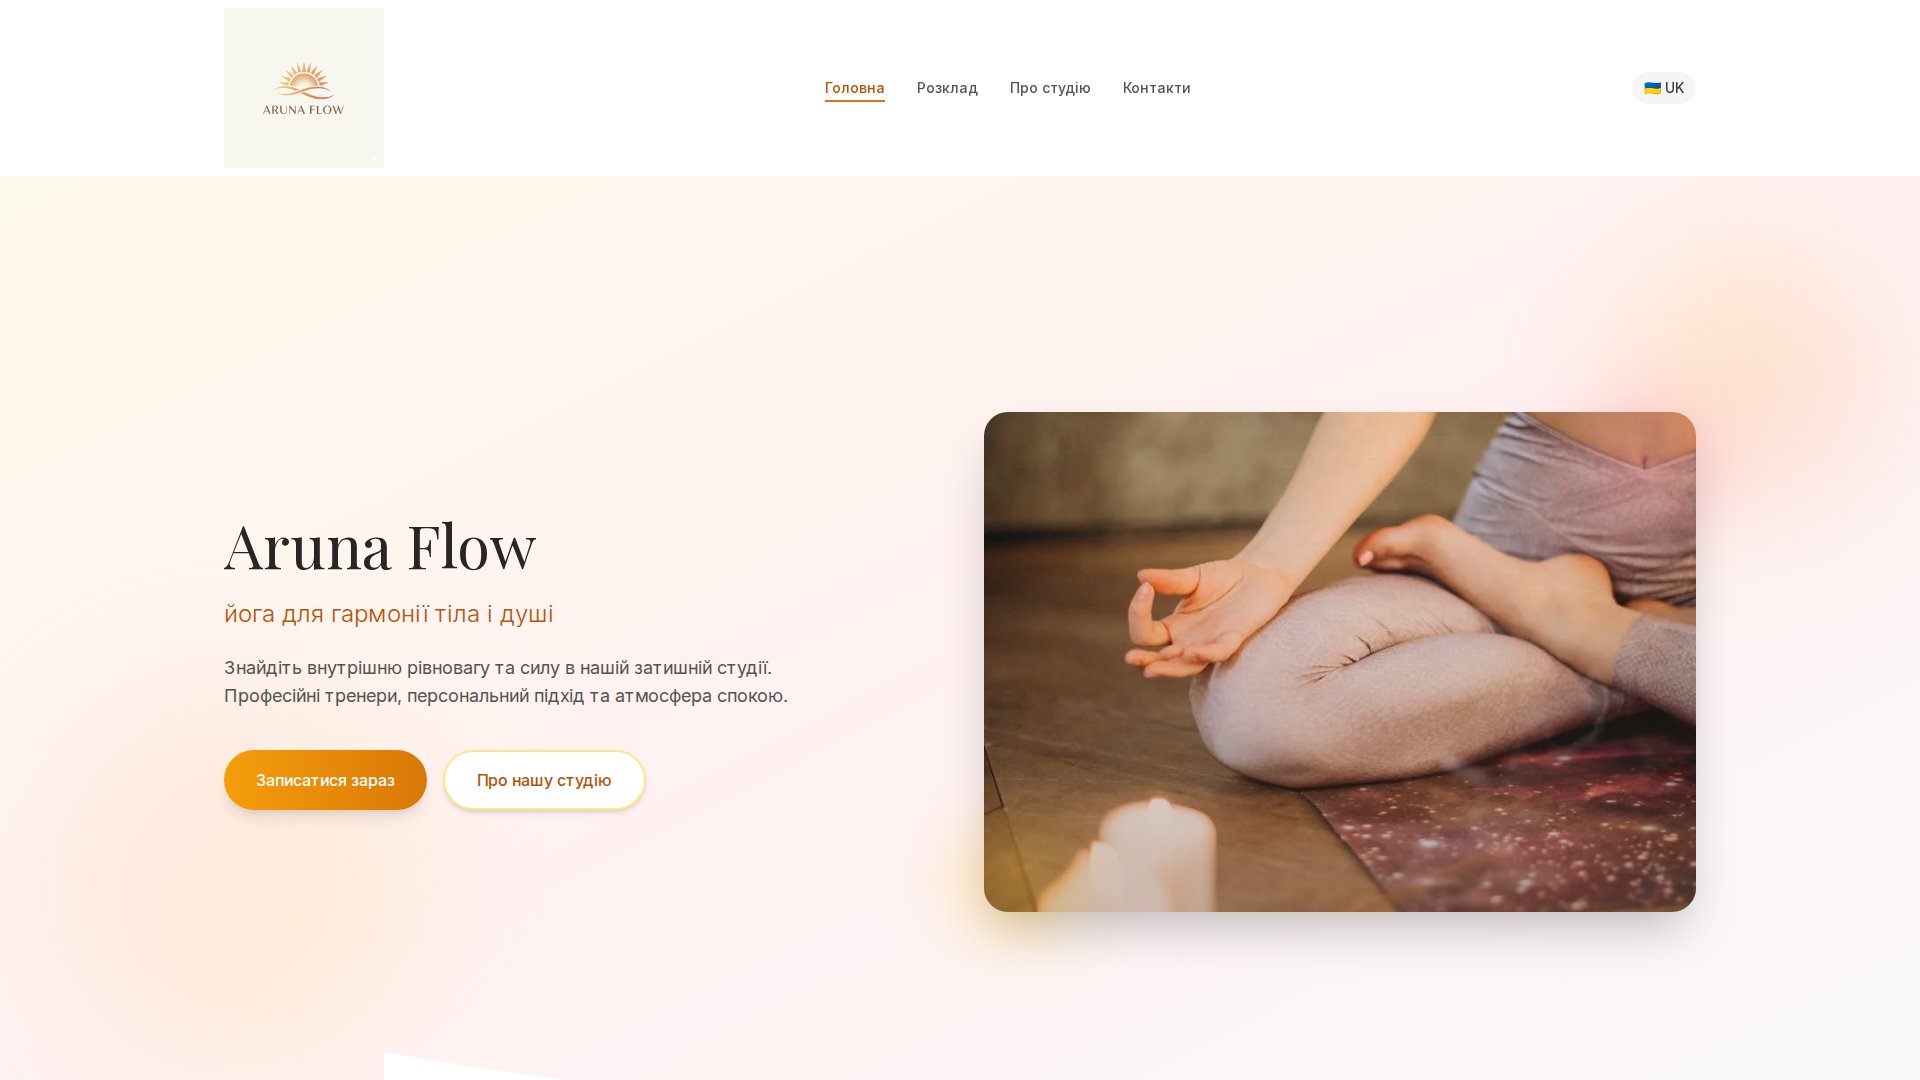 ARUNA FLOW
Головна
Розклад
Про студію
Контакти
🇺🇦 UK
Aruna Flow
йога для гармонії тіла і душі
Знайдіть внутрішню рівновагу та силу в нашій затишній студії.
Професійні тренери, персональний підхід та атмосфера спокою.
Записатися зараз
Про нашу студію